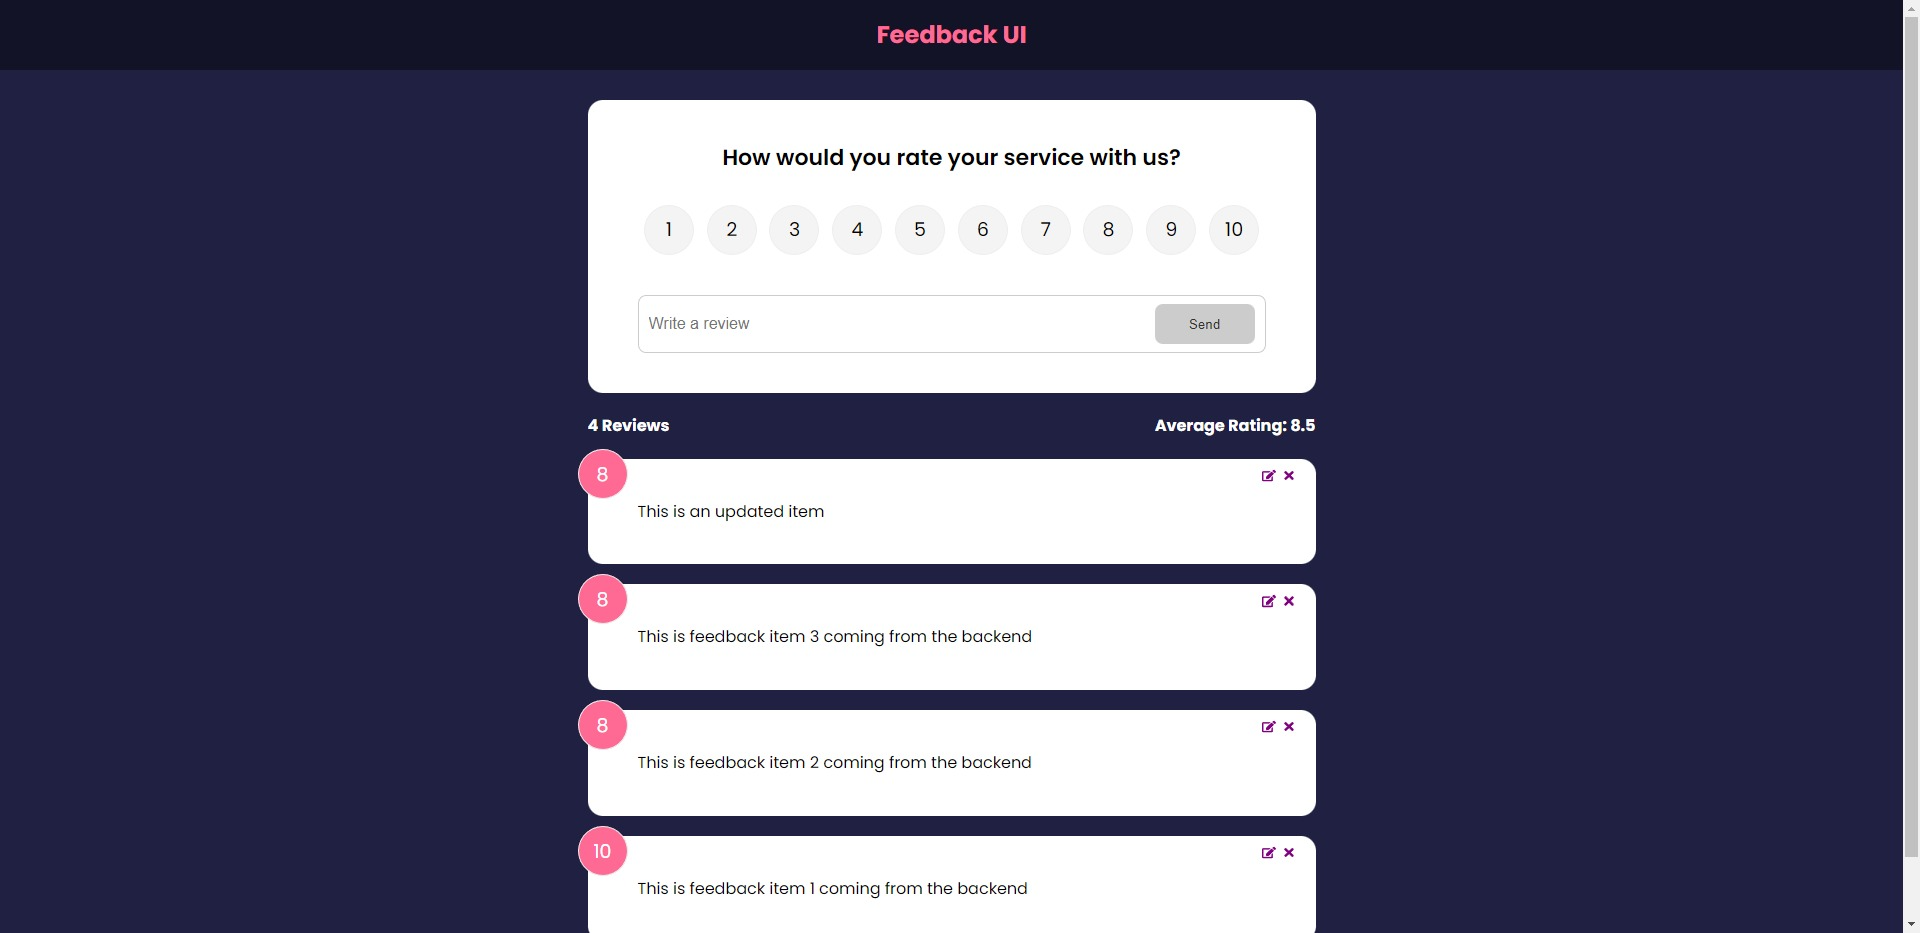 Feedback UI
How would you rate your service with us?
1 2 3 4 5 6 7 8 9 10
Write a review Send
4 Reviews Average Rating: 8.5
8
This is an updated item
8
This is feedback item 3 coming from the backend
8
This is feedback item 2 coming from the backend
10
This is feedback item 1 coming from the backend